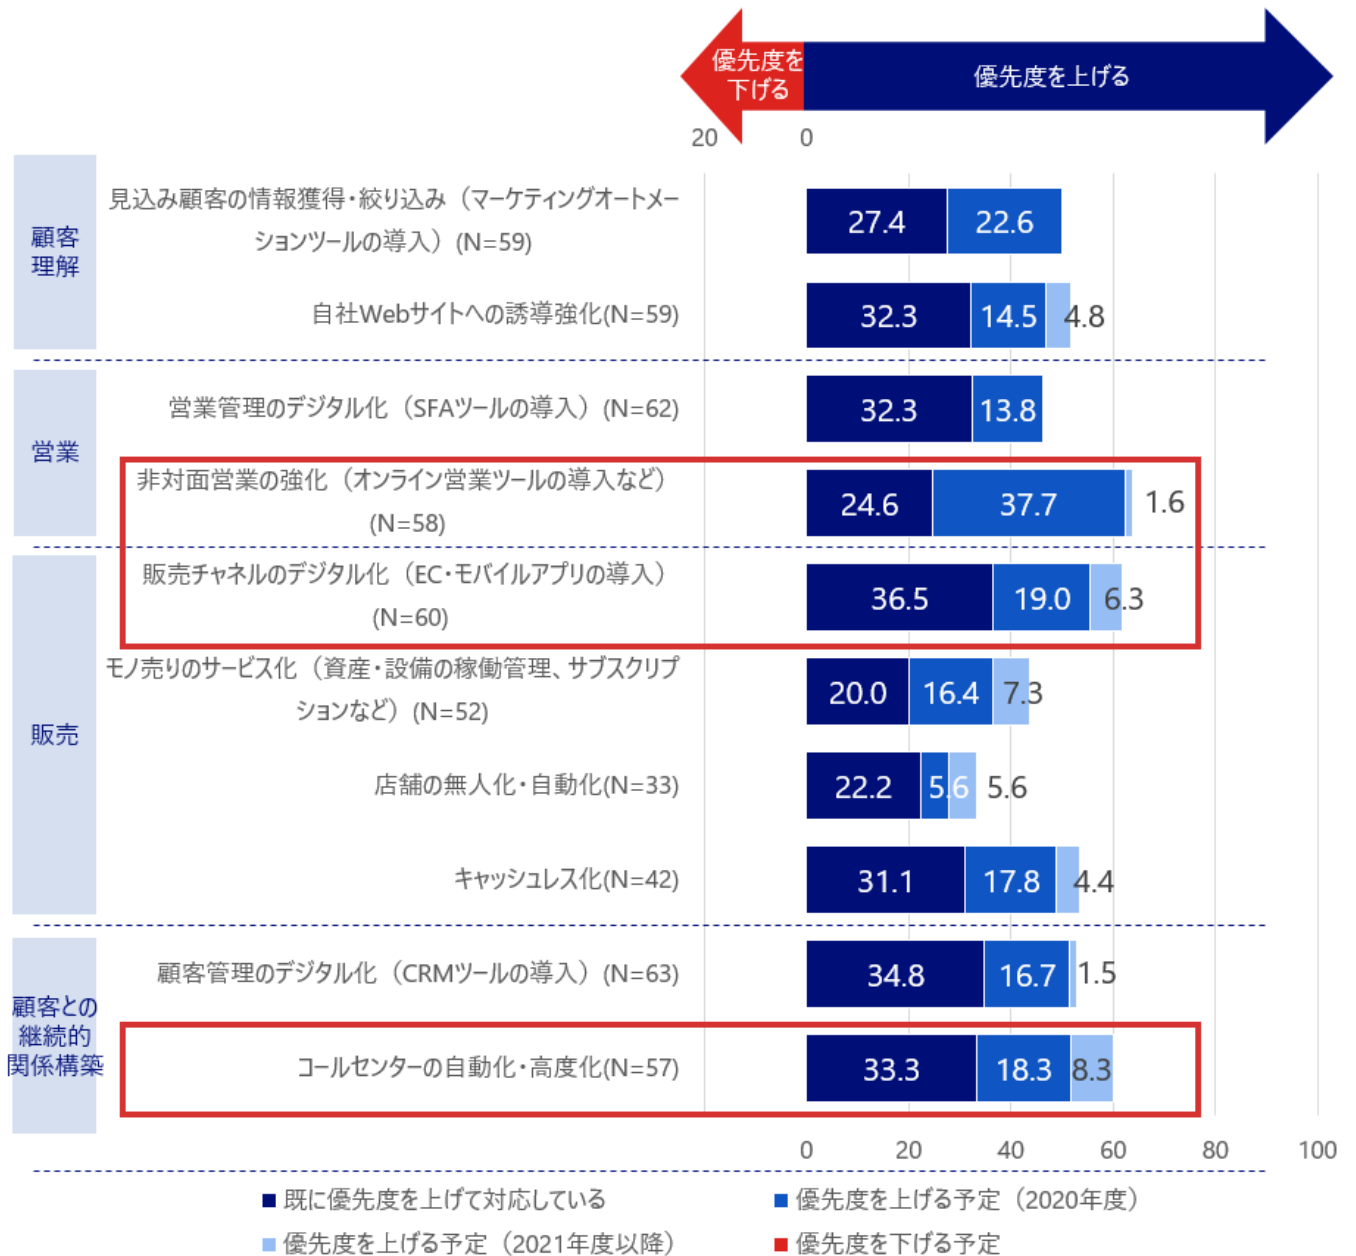 優先度を
下げる
優先度を上げる
20
0
顧客
理解
見込み顧客の情報獲得・絞り込み（マーケティングオートメー
ションツールの導入）(N=59)
27.4
22.6
自社Webサイトへの誘導強化(N=59)
32.3
14.5
4.8
営業
営業管理のデジタル化（SFAツールの導入）(N=62)
32.3
13.8
非対面営業の強化（オンライン営業ツールの導入など）
(N=58)
24.6
37.7
1.6
販売
販売チャネルのデジタル化（EC・モバイルアプリの導入）
(N=60)
36.5
19.0
6.3
モノ売りのサービス化（資産・設備の稼働管理、サブスクリプ
ションなど）(N=52)
20.0
16.4
7.3
店舗の無人化・自動化(N=33)
22.2
5.6
5.6
キャッシュレス化(N=42)
31.1
17.8
4.4
顧客との
継続的
関係構築
顧客管理のデジタル化（CRMツールの導入）(N=63)
34.8
16.7
1.5
コールセンターの自動化・高度化(N=57)
33.3
18.3
8.3
0
20
40
60
80
100
既に優先度を上げて対応している
優先度を上げる予定（2020年度）
優先度を上げる予定（2021年度以降）
優先度を下げる予定